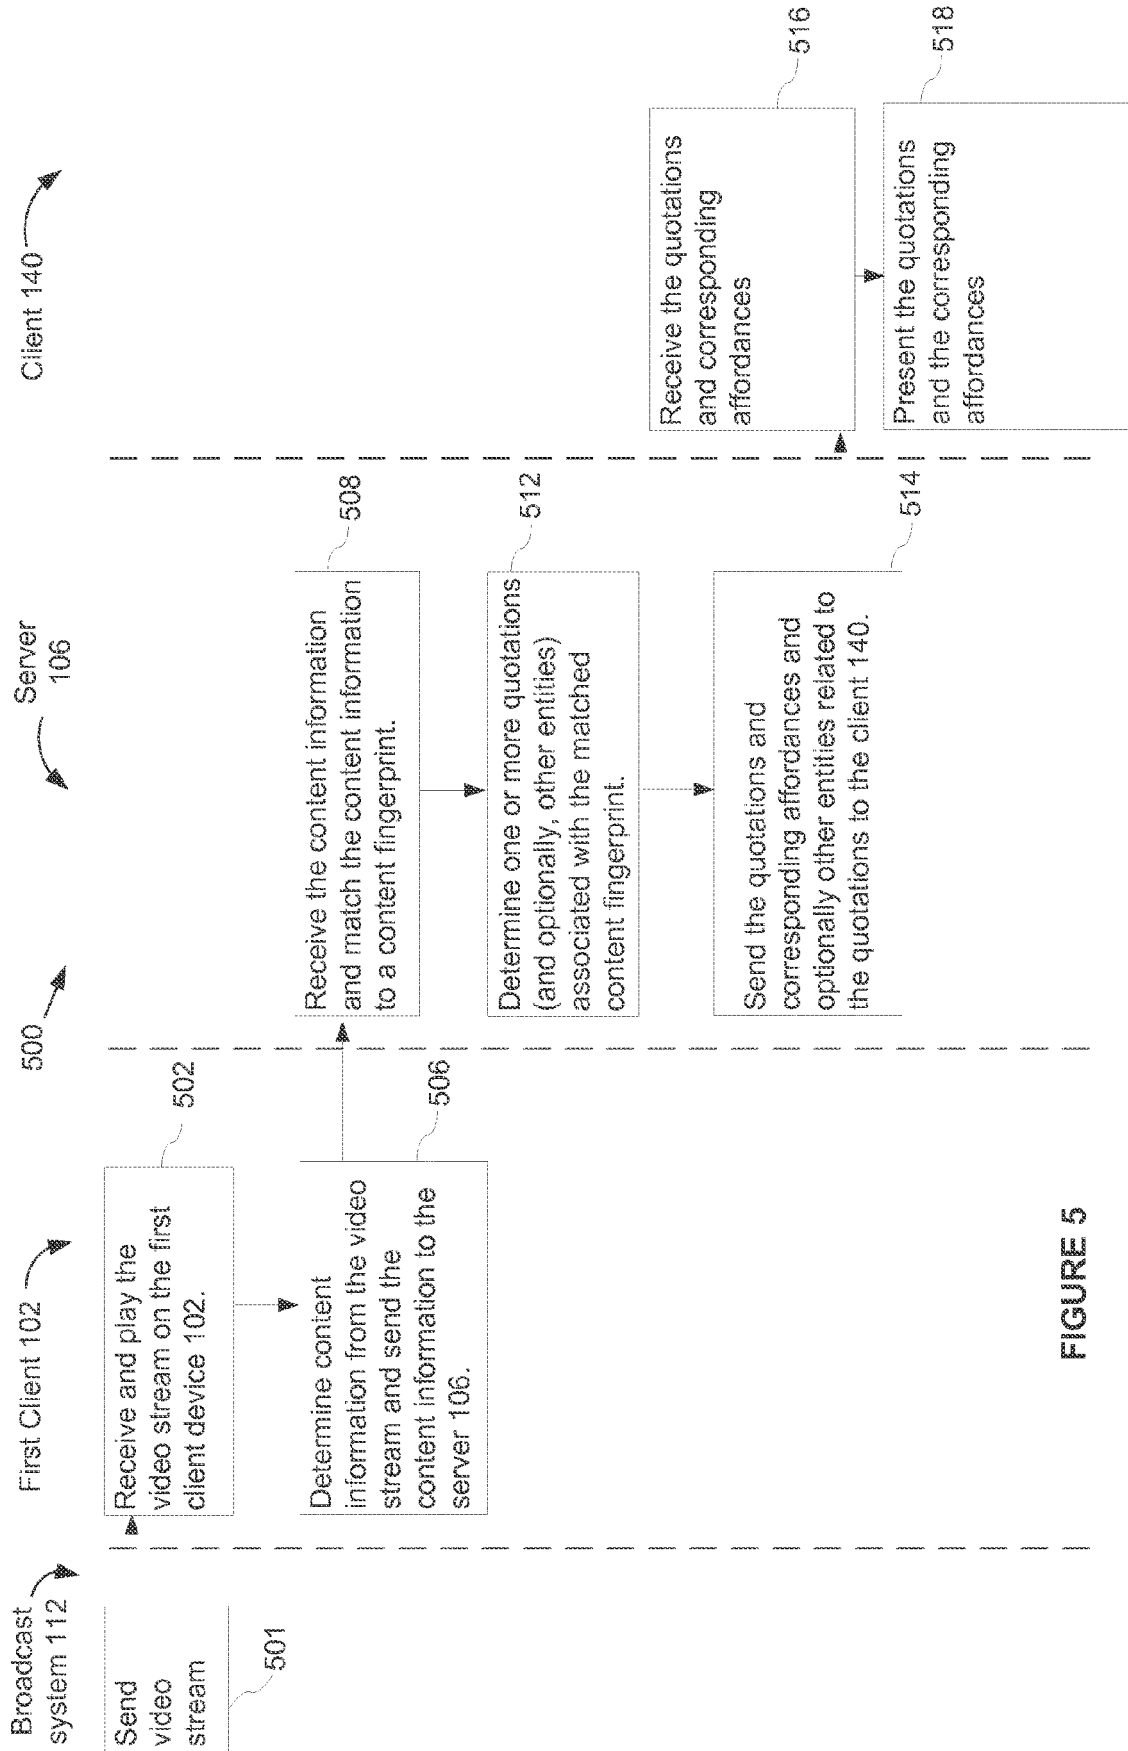 500
Broadcast
system 112
First Client 102
Server
106
Client 140
Send
video
stream
501
Receive and play the
video stream on the first
client device 102.
502
Determine content
information from the video
stream and send the
content information to the
server 106.
506
Receive the content information
and match the content information
to a content fingerprint.
508
Determine one or more quotations
(and optionally, other entities)
associated with the matched
content fingerprint.
512
Send the quotations and
corresponding affordances and
optionally other entities related to
the quotations to the client 140.
514
Receive the quotations
and corresponding
affordances
516
Present the quotations
and the corresponding
affordances
518
FIGURE 5